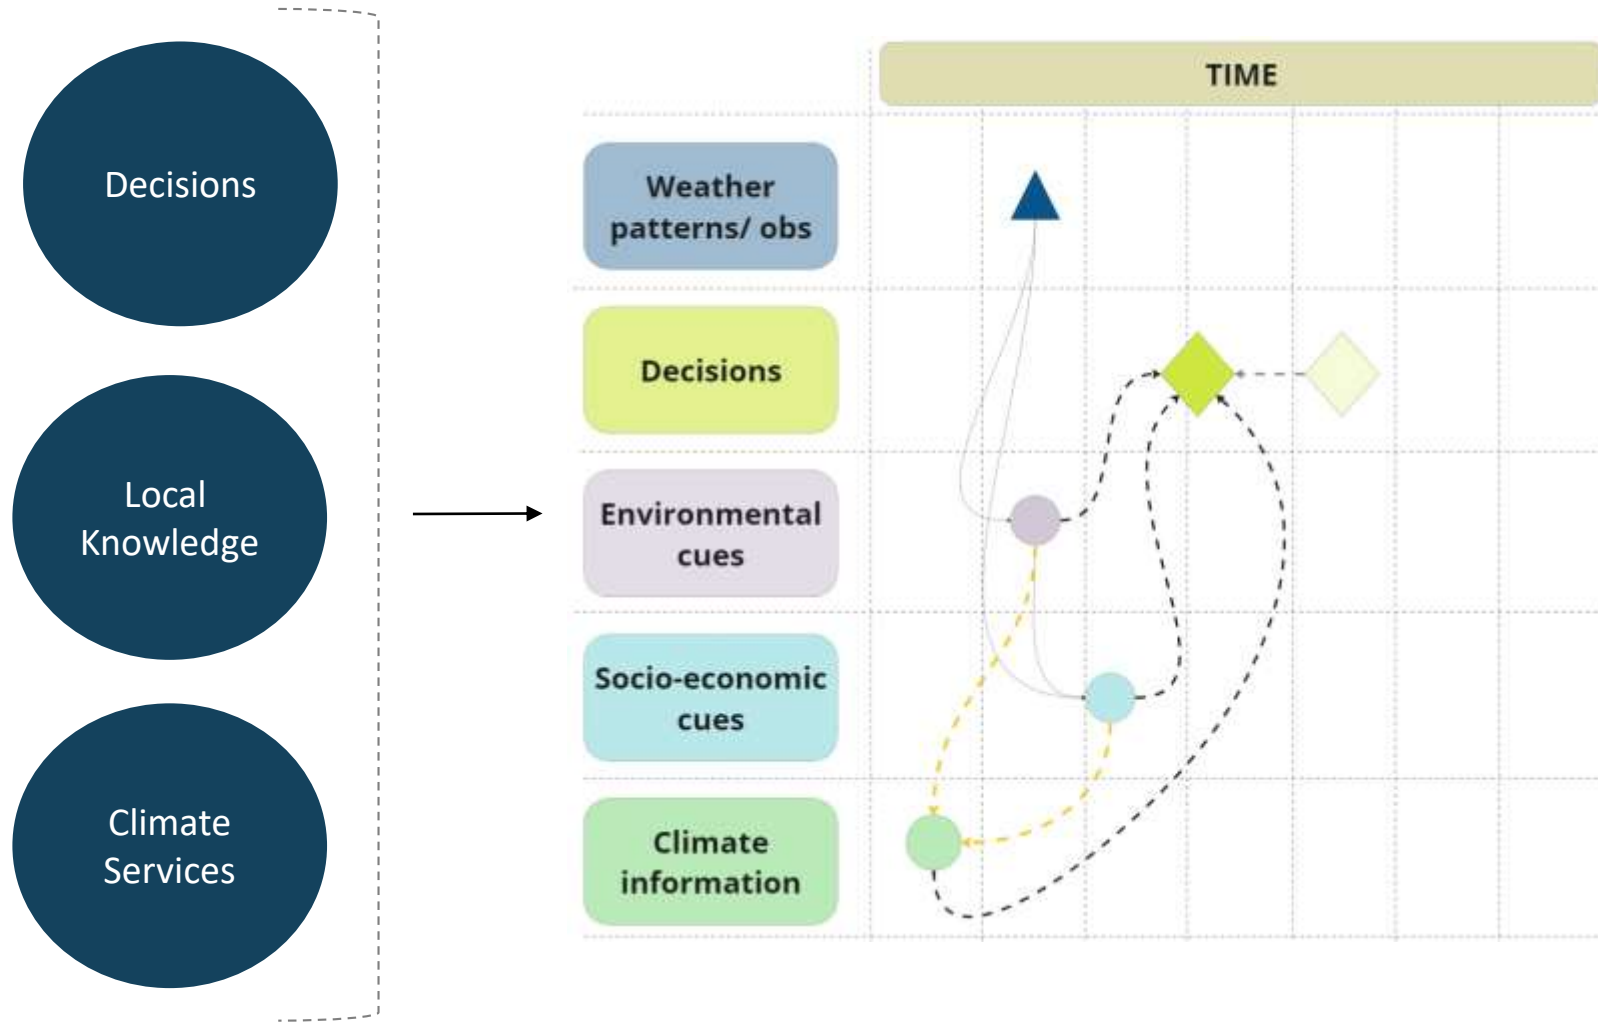 Decisions
Local
Knowledge
Climate
Services
TIME
Weather
patterns/ obs
Decisions
Environmental
cues
Socio-economic
cues
Climate
information